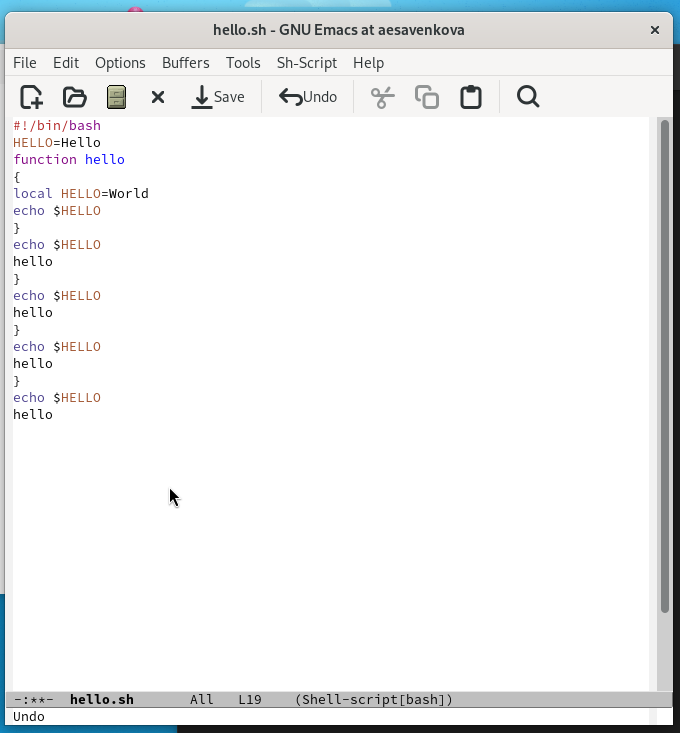 hello.sh - GNU Emacs at aesavenkova
File Edit Options Buffers Tools Sh-Script Help
Save Undo
#!/bin/bash
HELLO=Hello
function hello
{
local HELLO=World
echo $HELLO
}
echo $HELLO
hello
}
echo $HELLO
hello
}
echo $HELLO
hello
}
echo $HELLO
hello
-:**- hello.sh All L19 (Shell-script[bash])
Undo